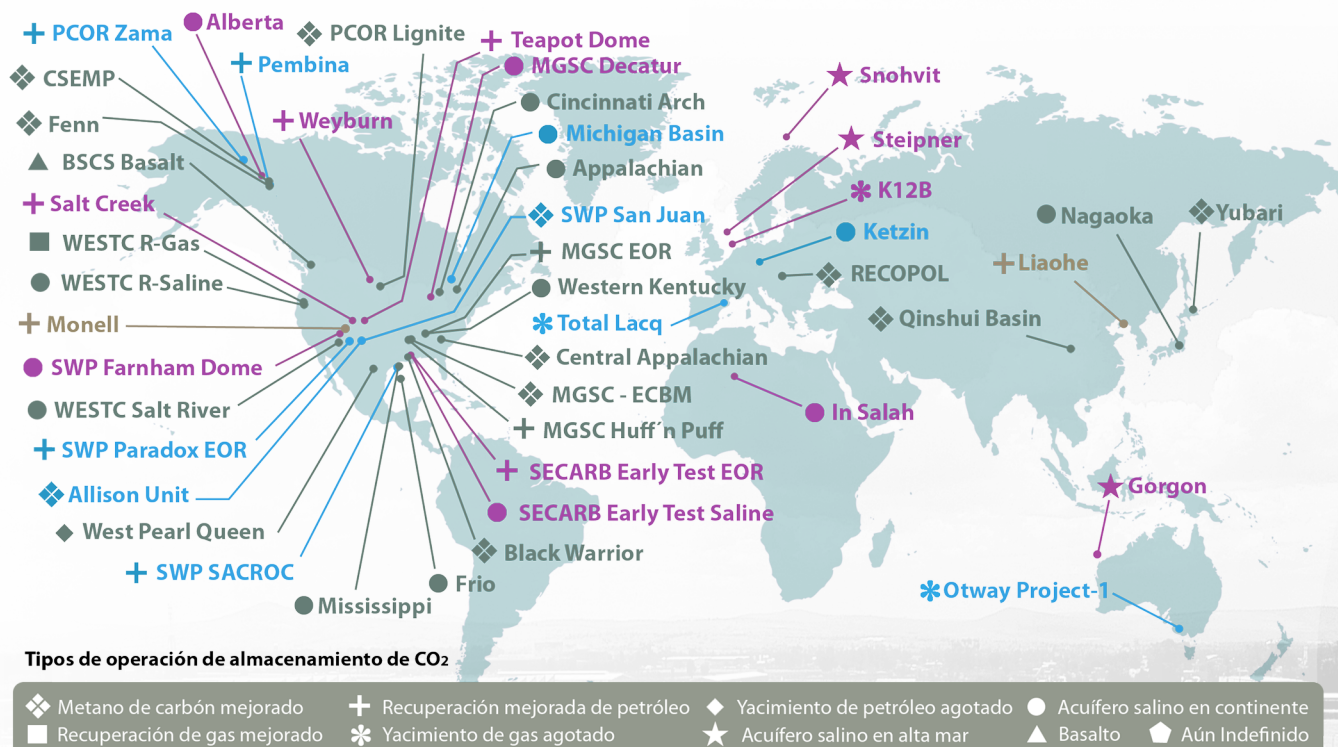 PCOR Zama
Alberta
PCOR Lignite
Teapot Dome
Pembina
MGSC Decatur
Snohvit
CSEMP
Cincinnati Arch
Fenn
Weyburn
Michigan Basin
Steipner
BSCS Basalt
Appalachian
K12B
Salt Creek
SWP San Juan
Nagaoka
Yubari
WESTC R-Gas
MGSC EOR
Ketzin
WESTC R-Saline
Western Kentucky
RECOPOL
Liaohe
Monell
Total Lacq
Qinshui Basin
SWP Farnham Dome
Central Appalachian
WESTC Salt River
MGSC - ECBM
In Salah
SWP Paradox EOR
MGSC Huff´n Puff
Allison Unit
SECARB Early Test EOR
Gorgon
West Pearl Queen
SECARB Early Test Saline
SWP SACROC
Black Warrior
Frio
Otway Project-1
Mississippi
Tipos de operación de almacenamiento de CO₂
Metano de carbón mejorado
Recuperación mejorada de petróleo
Yacimiento de petróleo agotado
Acuífero salino en continente
Recuperación de gas mejorado
Yacimiento de gas agotado
Acuífero salino en alta mar
Basalto
Aún Indefinido